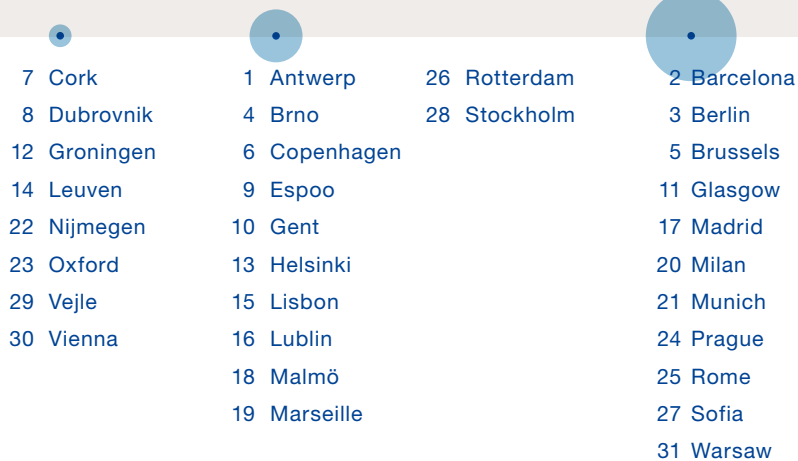 7 Cork
8 Dubrovnik
12 Groningen
14 Leuven
22 Nijmegen
23 Oxford
29 Vejle
30 Vienna
1 Antwerp
4 Brno
6 Copenhagen
9 Espoo
10 Gent
13 Helsinki
15 Lisbon
16 Lublin
18 Malmö
19 Marseille
26 Rotterdam
28 Stockholm
2 Barcelona
3 Berlin
5 Brussels
11 Glasgow
17 Madrid
20 Milan
21 Munich
24 Prague
25 Rome
27 Sofia
31 Warsaw